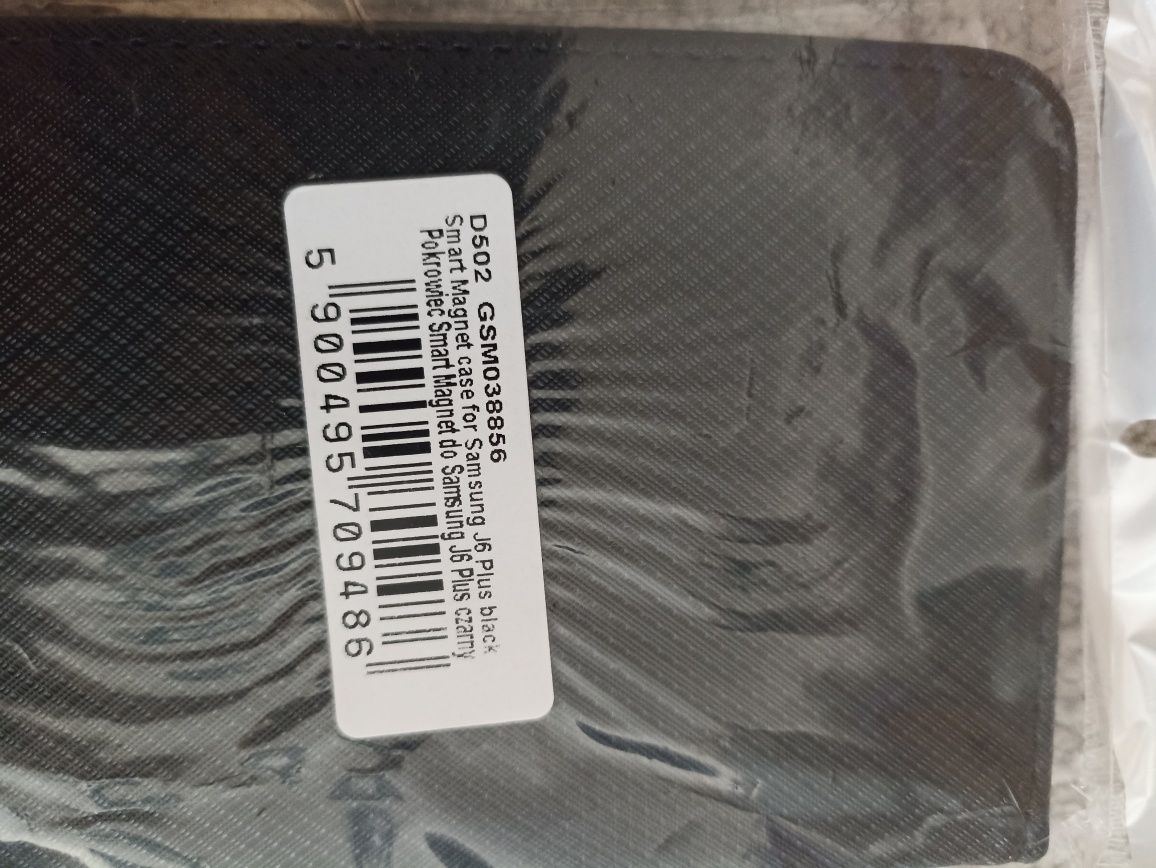 D502 GSM038856
Smart Magnet case for Samsung J6 Plus black
Pokrowiec Smart Magnet do Samsung J6 Plus czarny
5 900495 709486